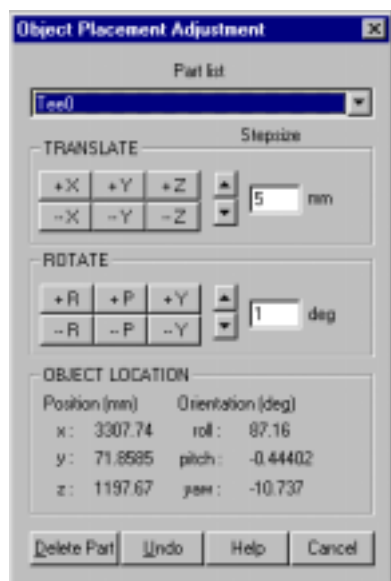 Object Placement Adjustment
Part list
Tee0
Stepsize
TRANSLATE
+X +Y +Z
--X --Y --Z
5 mm
ROTATE
+R +P +Y
--R --P --Y
1 deg
OBJECT LOCATION
Position (mm) Orientation (deg)
x : 3307.74 roll : 87.16
y : 71.8585 pitch : -0.44402
z : 1197.67 yaw : -10.737
Delete Part Undo Help Cancel